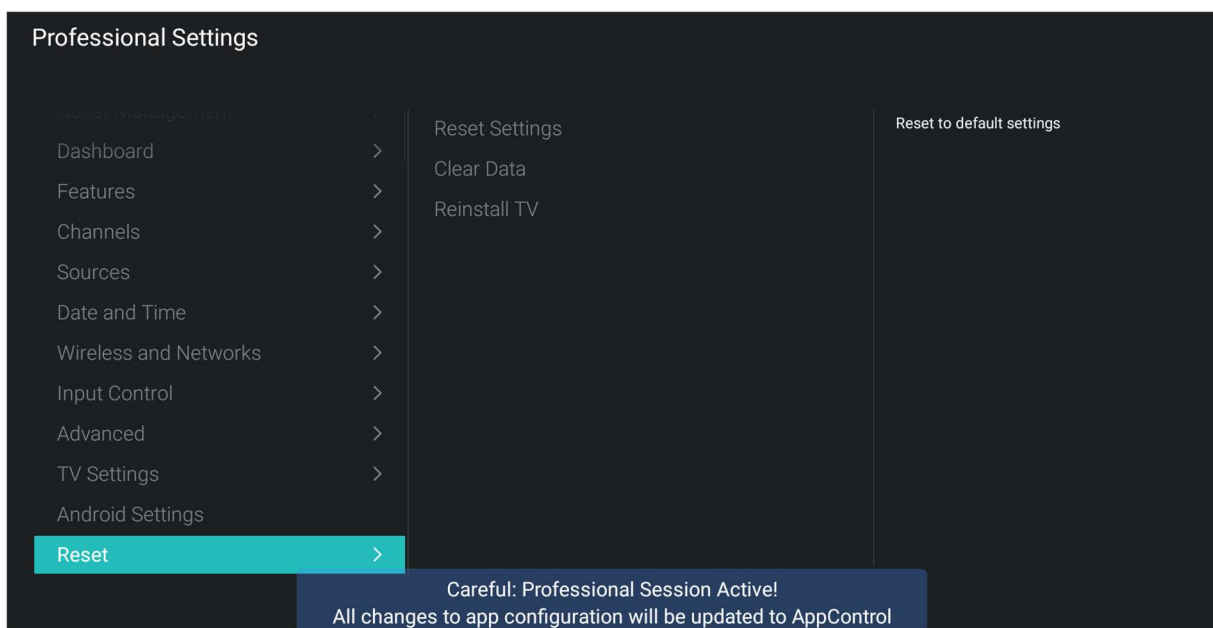 Professional Settings
Guest Management
Dashboard
Features
Channels
Sources
Date and Time
Wireless and Networks
Input Control
Advanced
TV Settings
Android Settings
Reset
Reset Settings
Clear Data
Reinstall TV
Reset to default settings
Careful: Professional Session Active!
All changes to app configuration will be updated to AppControl